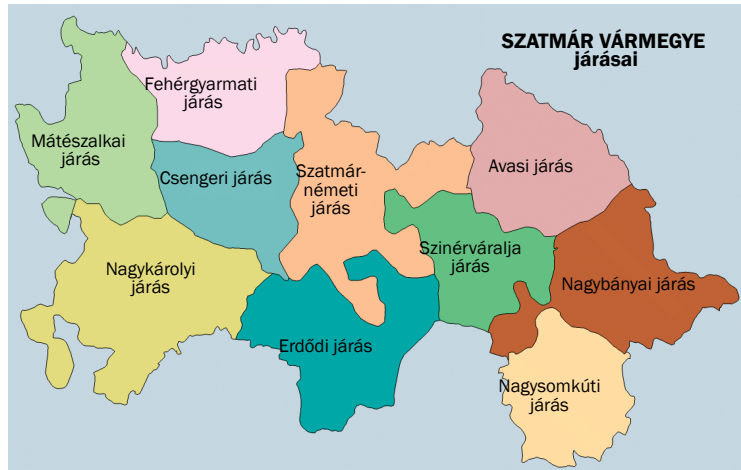 SZATMÁR VÁRMEGYE
járásai
Fehérgyarmati
járás
Mátészalkai
járás
Csengeri járás
Szatmár-
németi
járás
Avasi járás
Szinérváralja
járás
Nagykárolyi
járás
Nagybányai járás
Erdődi járás
Nagysomkúti
járás